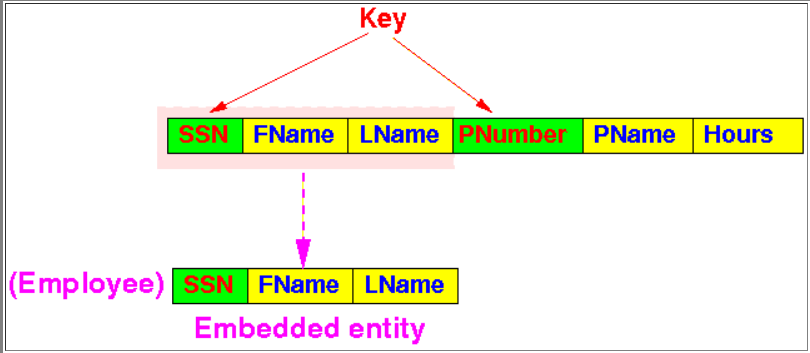 Key
SSN FName LName PNumber PName Hours
(Employee) SSN FName LName
Embedded entity